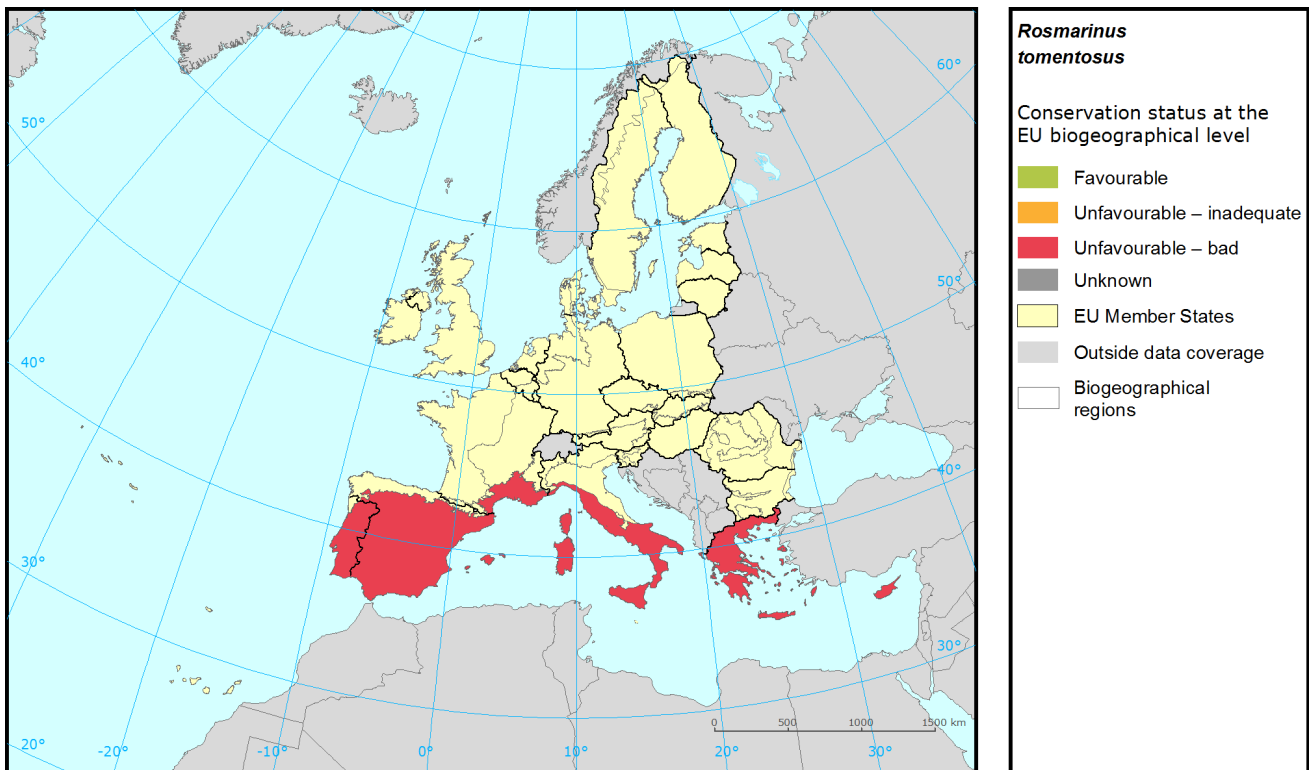 Rosmarinus
tomentosus
Conservation status at the
EU biogeographical level
Favourable
Unfavourable – inadequate
Unfavourable – bad
Unknown
EU Member States
Outside data coverage
Biogeographical
regions
60°
50°
50°
40°
40°
30°
30°
20°
-20°
-10°
0°
10°
20°
30°
0
500
1000
1500 km